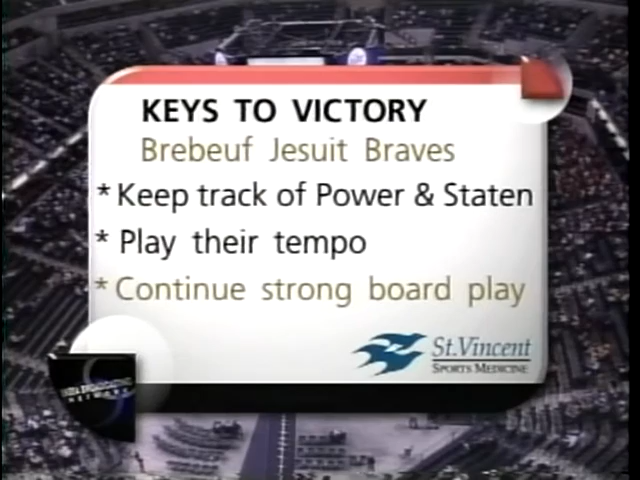 KEYS TO VICTORY
Brebeuf Jesuit Braves
* Keep track of Power & Staten
* Play their tempo
* Continue strong board play
St.Vincent
SPORTS MEDICINE
NETWORK